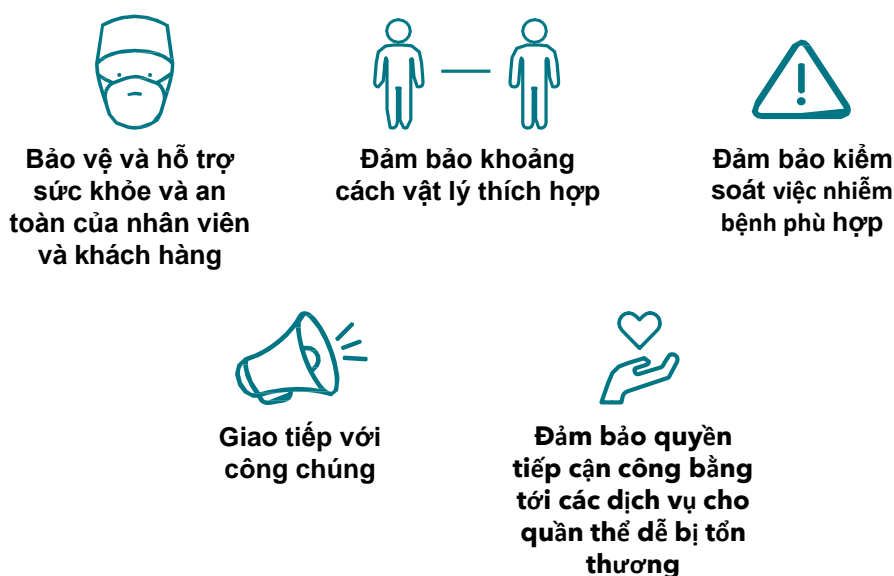 Bảo vệ và hỗ trợ
sức khỏe và an
toàn của nhân viên
và khách hàng
Đảm bảo khoảng
cách vật lý thích hợp
Đảm bảo kiểm
soát việc nhiễm
bệnh phù hợp
Giao tiếp với
công chúng
Đảm bảo quyền
tiếp cận công bằng
tới các dịch vụ cho
quần thể dễ bị tổn
thương